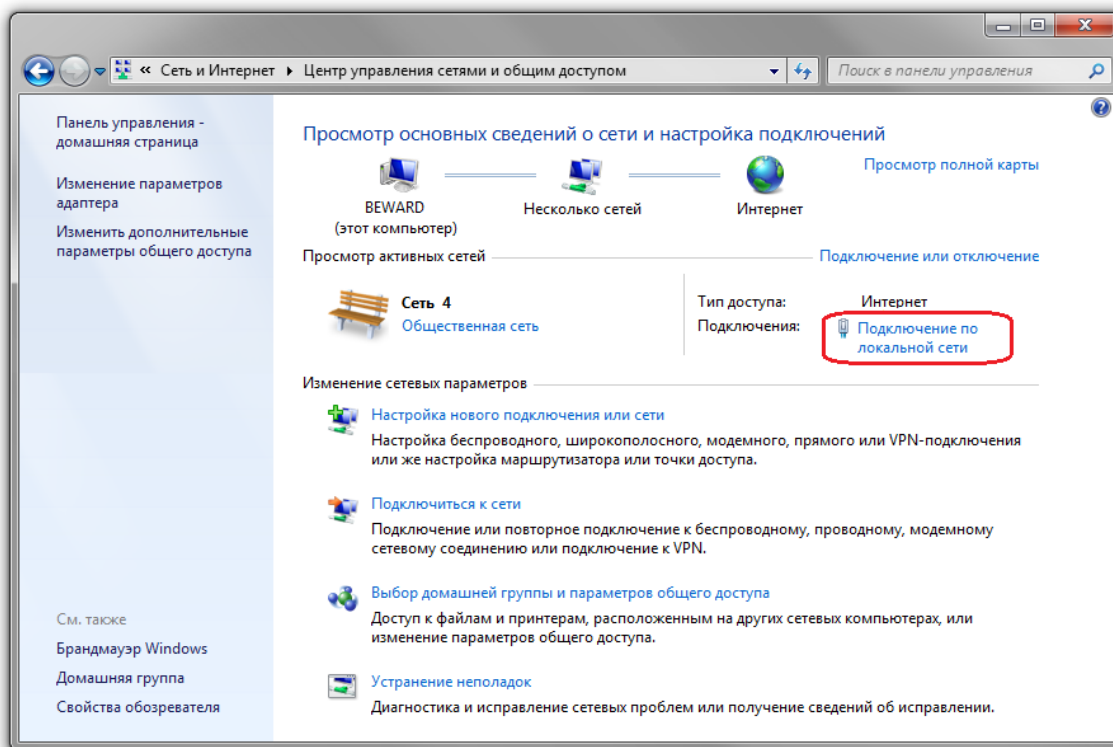 « Сеть и Интернет Центр управления сетями и общим доступом
Поиск в панели управления
Панель управления -
домашняя страница
Изменение параметров
адаптера
Изменить дополнительные
параметры общего доступа
Просмотр основных сведений о сети и настройка подключений
Просмотр полной карты
BEWARD
(этот компьютер)
Несколько сетей
Интернет
Просмотр активных сетей
Подключение или отключение
Сеть 4
Общественная сеть
Тип доступа: Интернет
Подключения: Подключение по
локальной сети
Изменение сетевых параметров
Настройка нового подключения или сети
Настройка беспроводного, широкополосного, модемного, прямого или VPN-подключения
или же настройка маршрутизатора или точки доступа.
Подключиться к сети
Подключение или повторное подключение к беспроводному, проводному, модемному
сетевому соединению или подключение к VPN.
Выбор домашней группы и параметров общего доступа
Доступ к файлам и принтерам, расположенным на других сетевых компьютерах, или
изменение параметров общего доступа.
Устранение неполадок
Диагностика и исправление сетевых проблем или получение сведений об исправлении.
См. также
Брандмауэр Windows
Домашняя группа
Свойства обозревателя